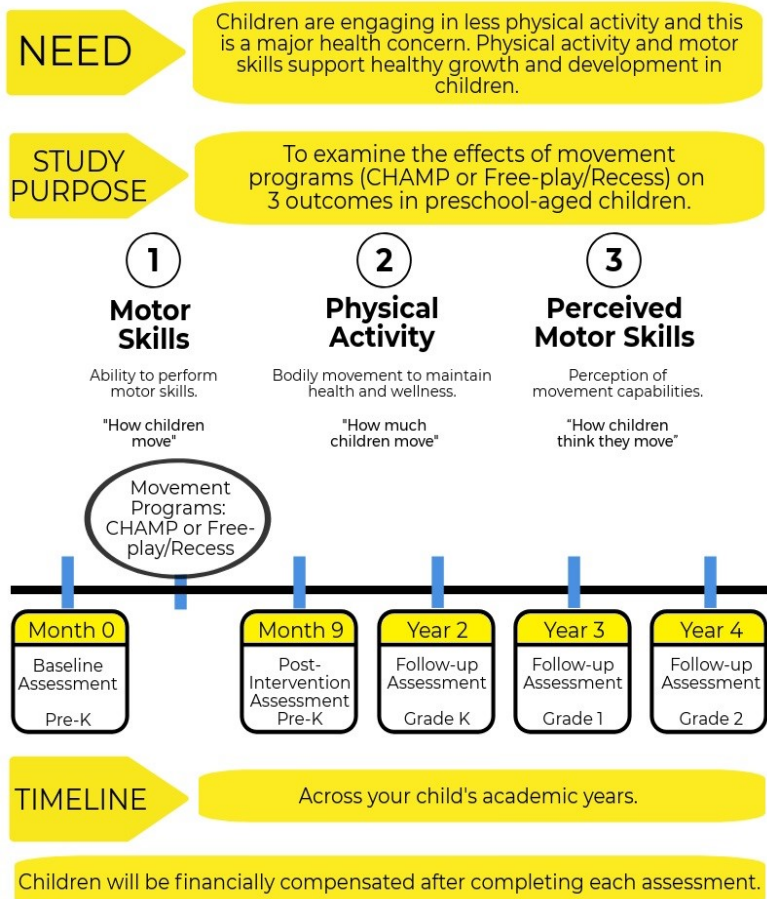 NEED
Children are engaging in less physical activity and this
is a major health concern. Physical activity and motor
skills support healthy growth and development in
children.
STUDY
PURPOSE
To examine the effects of movement
programs (CHAMP or Free-play/Recess) on
3 outcomes in preschool-aged children.
1
Motor
Skills
Ability to perform
motor skills.
"How children
move"
2
Physical
Activity
Bodily movement to maintain
health and wellness.
"How much
children move"
3
Perceived
Motor Skills
Perception of
movement capabilities.
“How children
think they move”
Movement
Programs:
CHAMP or Free-
play/Recess
Month 0
Baseline
Assessment
Pre-K
Month 9
Post-
Intervention
Assessment
Pre-K
Year 2
Follow-up
Assessment
Grade K
Year 3
Follow-up
Assessment
Grade 1
Year 4
Follow-up
Assessment
Grade 2
TIMELINE
Across your child's academic years.
Children will be financially compensated after completing each assessment.